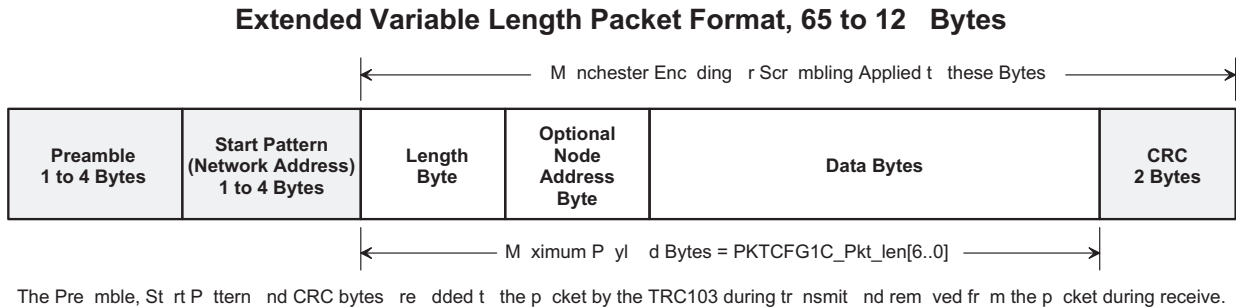 Extended Variable Length Packet Format, 65 to 12 Bytes
M nchester Enc ding r Scr mbling Applied t these Bytes
Preamble
1 to 4 Bytes
Start Pattern
(Network Address)
1 to 4 Bytes
Length
Byte
Optional
Node
Address
Byte
Data Bytes
CRC
2 Bytes
M ximum P yl d Bytes = PKTCFG1C_Pkt_len[6..0]
The Pre mble, St rt P ttern nd CRC bytes re dded t the p cket by the TRC103 during tr nsmit nd rem ved fr m the p cket during receive.